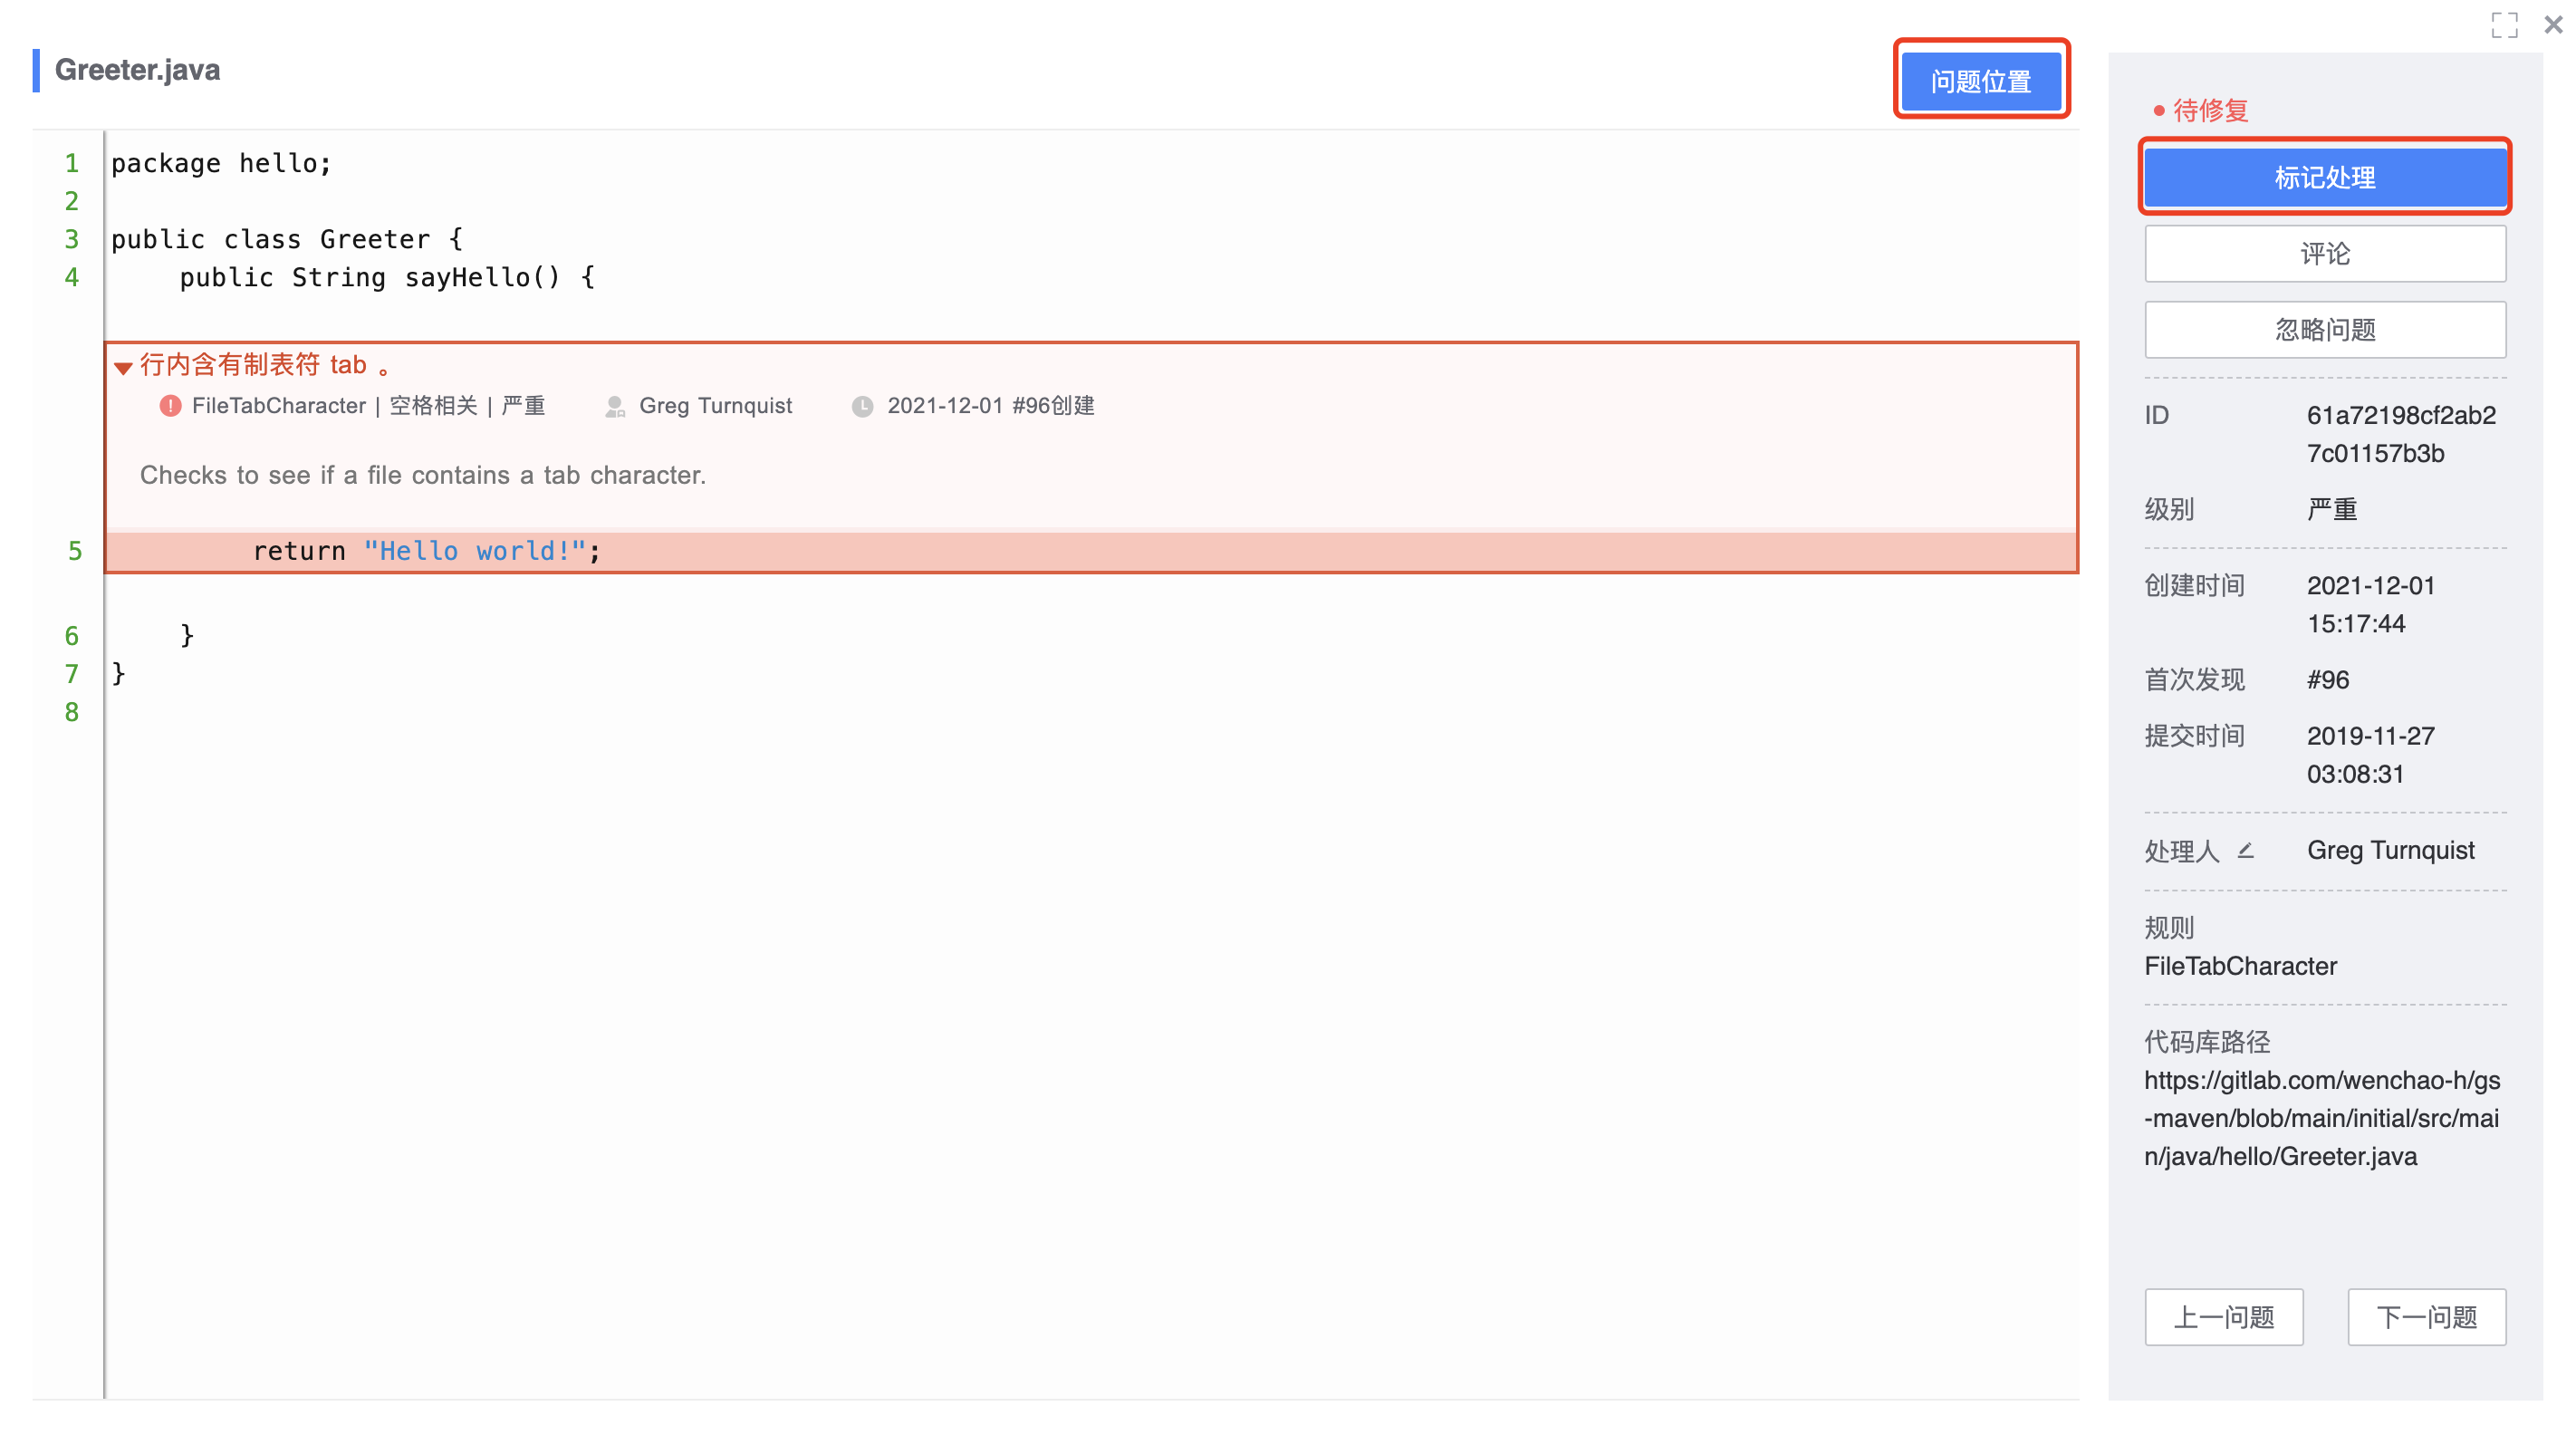 Greeter.java
问题位置
1 package hello;
2
3 public class Greeter {
4 public String sayHello() {
行内含有制表符 tab 。
FileTabCharacter | 空格相关 | 严重 Greg Turnquist 2021-12-01 #96创建
Checks to see if a file contains a tab character.
5 return "Hello world!";
6 }
7 }
8
待修复
标记处理
评论
忽略问题
ID 61a72198cf2ab2
7c01157b3b
级别 严重
创建时间 2021-12-01
15:17:44
首次发现 #96
提交时间 2019-11-27
03:08:31
处理人 Greg Turnquist
规则
FileTabCharacter
代码库路径
https://gitlab.com/wenchao-h/gs
-maven/blob/main/initial/src/mai
n/java/hello/Greeter.java
上一问题 下一问题